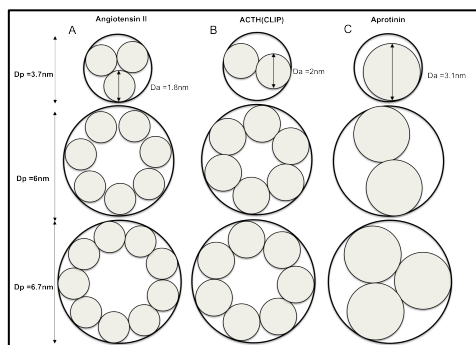 Angiotensin II
ACTH(CLIP)
Aprotinin
A
B
C
Dp =3.7nm
Da =1.8nm
Da =2nm
Da =3.1nm
Dp =6nm
Dp =6.7nm